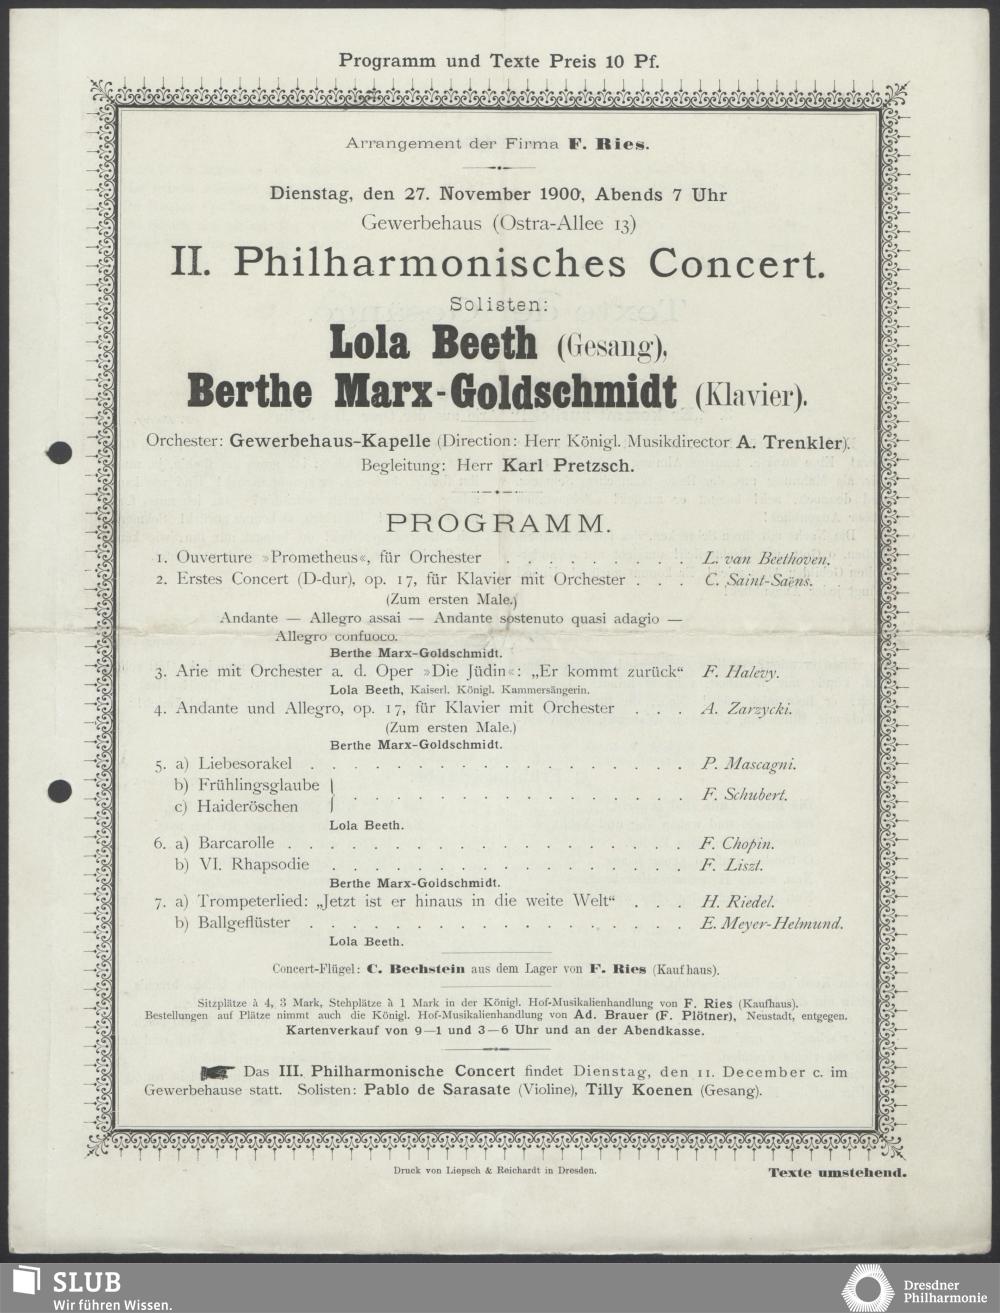 Programm und Texte Preis 10 Pf.
Arrangement der Firma F. Ries.
Dienstag, den 27. November 1900, Abends 7 Uhr
Gewerbehaus (Ostra-Allee 13)
II. Philharmonisches Concert.
Solisten:
Lola Beeth (Gesang),
Berthe Marx-Goldschmidt (Klavier).
Orchester: Gewerbehaus-Kapelle (Direction: Herr Königl. Musikdirector A. Trenkler).
Begleitung: Herr Karl Pretzsch.
PROGRAMM.
1. Ouverture »Prometheus«, für Orchester . . . . . . . . . L. van Beethoven.
2. Erstes Concert (D-dur), op. 17, für Klavier mit Orchester . . . C. Saint-Saëns.
(Zum ersten Male.)
Andante — Allegro assai — Andante sostenuto quasi adagio —
Allegro confuoco.
Berthe Marx-Goldschmidt.
3. Arie mit Orchester a. d. Oper »Die Jüdin«: „Er kommt zurück“ F. Halevy.
Lola Beeth, Kaiserl. Königl. Kammersängerin.
4. Andante und Allegro, op. 17, für Klavier mit Orchester . . . A. Zarzycki.
(Zum ersten Male.)
Berthe Marx-Goldschmidt.
5. a) Liebesorakel . . . . . . . . . . . . . . . . . . P. Mascagni.
b) Frühlingsglaube
c) Haideröschen . . . . . . . . . . . . . . . . F. Schubert.
Lola Beeth.
6. a) Barcarolle . . . . . . . . . . . . . . . . . . F. Chopin.
b) VI. Rhapsodie . . . . . . . . . . . . . . . . . F. Liszt.
Berthe Marx-Goldschmidt.
7. a) Trompeterlied: „Jetzt ist er hinaus in die weite Welt“ . . . H. Riedel.
b) Ballgeflüster . . . . . . . . . . . . . . . . . . E. Meyer-Helmund.
Lola Beeth.
Concert-Flügel: C. Bechstein aus dem Lager von F. Ries (Kaufhaus).
Sitzplätze à 4, 3 Mark, Stehplätze à 1 Mark in der Königl. Hof-Musikalienhandlung von F. Ries (Kaufhaus).
Bestellungen auf Plätze nimmt auch die Königl. Hof-Musikalienhandlung von Ad. Brauer (F. Plötner), Neustadt, entgegen.
Kartenverkauf von 9—1 und 3—6 Uhr und an der Abendkasse.
Das III. Philharmonische Concert findet Dienstag, den 11. December c. im
Gewerbehause statt. Solisten: Pablo de Sarasate (Violine), Tilly Koenen (Gesang).
Druck von Liepsch & Reichardt in Dresden.
Texte umstehend.
SLUB
Wir führen Wissen.
Dresdner
Philharmonie